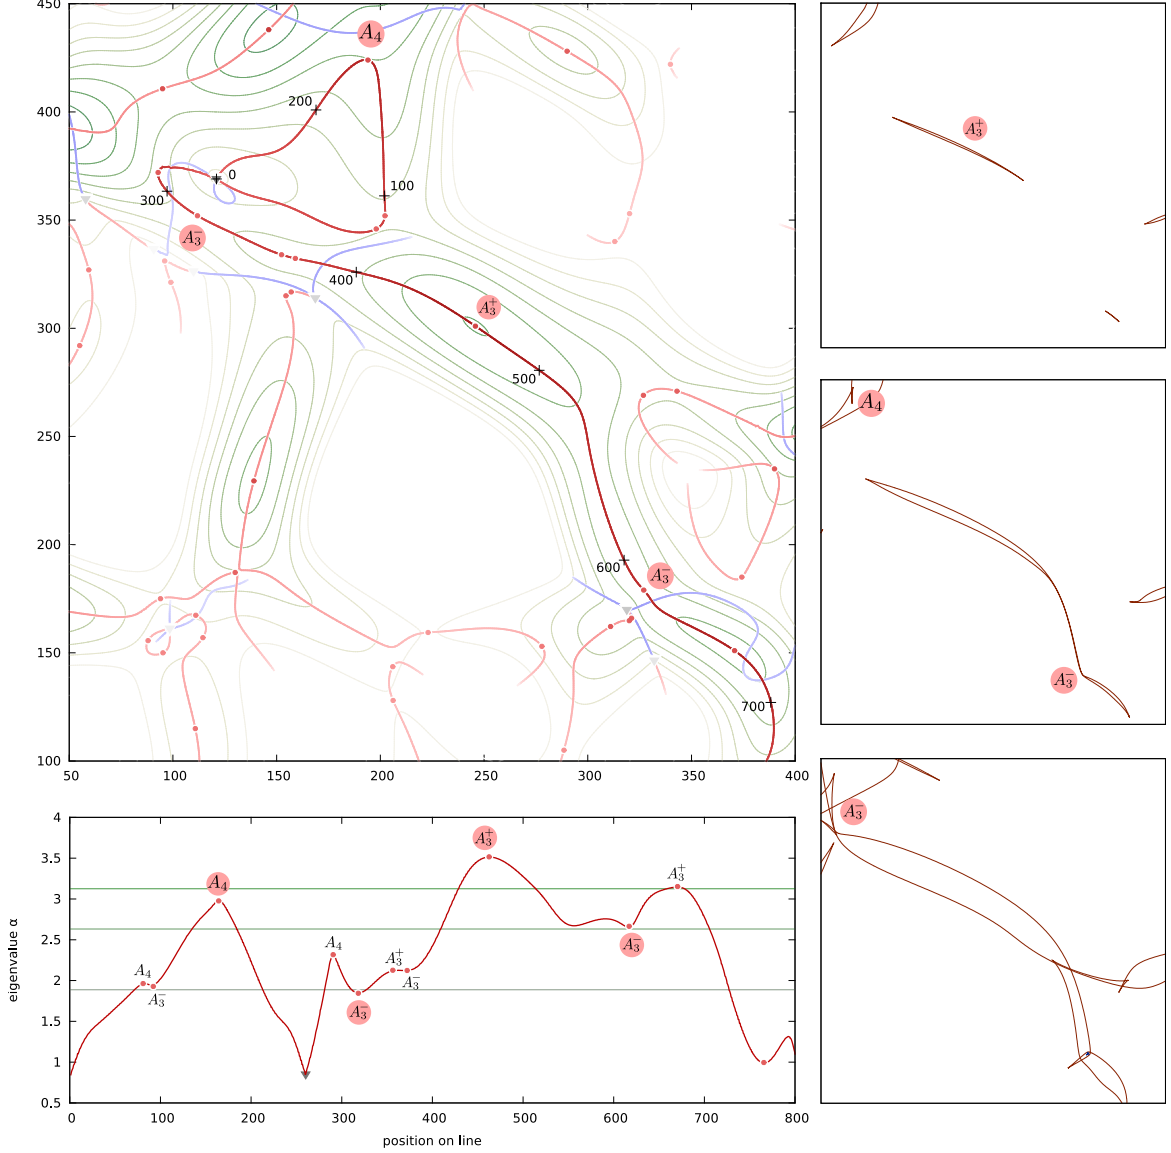 450
A₄
A₃⁺
200
400
0
100
300
350
A₃⁻
400
A₃⁺
300
500
A₄
250
200
600
A₃⁻
A₃⁻
150
700
100
50 100 150 200 250 300 350 400
A₃⁻
4
A₃⁺
3.5
A₄
A₃⁺
3
2.5
A₄
A₃⁻
A₄ A₃⁺
2
A₃⁻ A₃⁻
A₃⁻
1.5
1
0.5
0 100 200 300 400 500 600 700 800
eigenvalue α
position on line